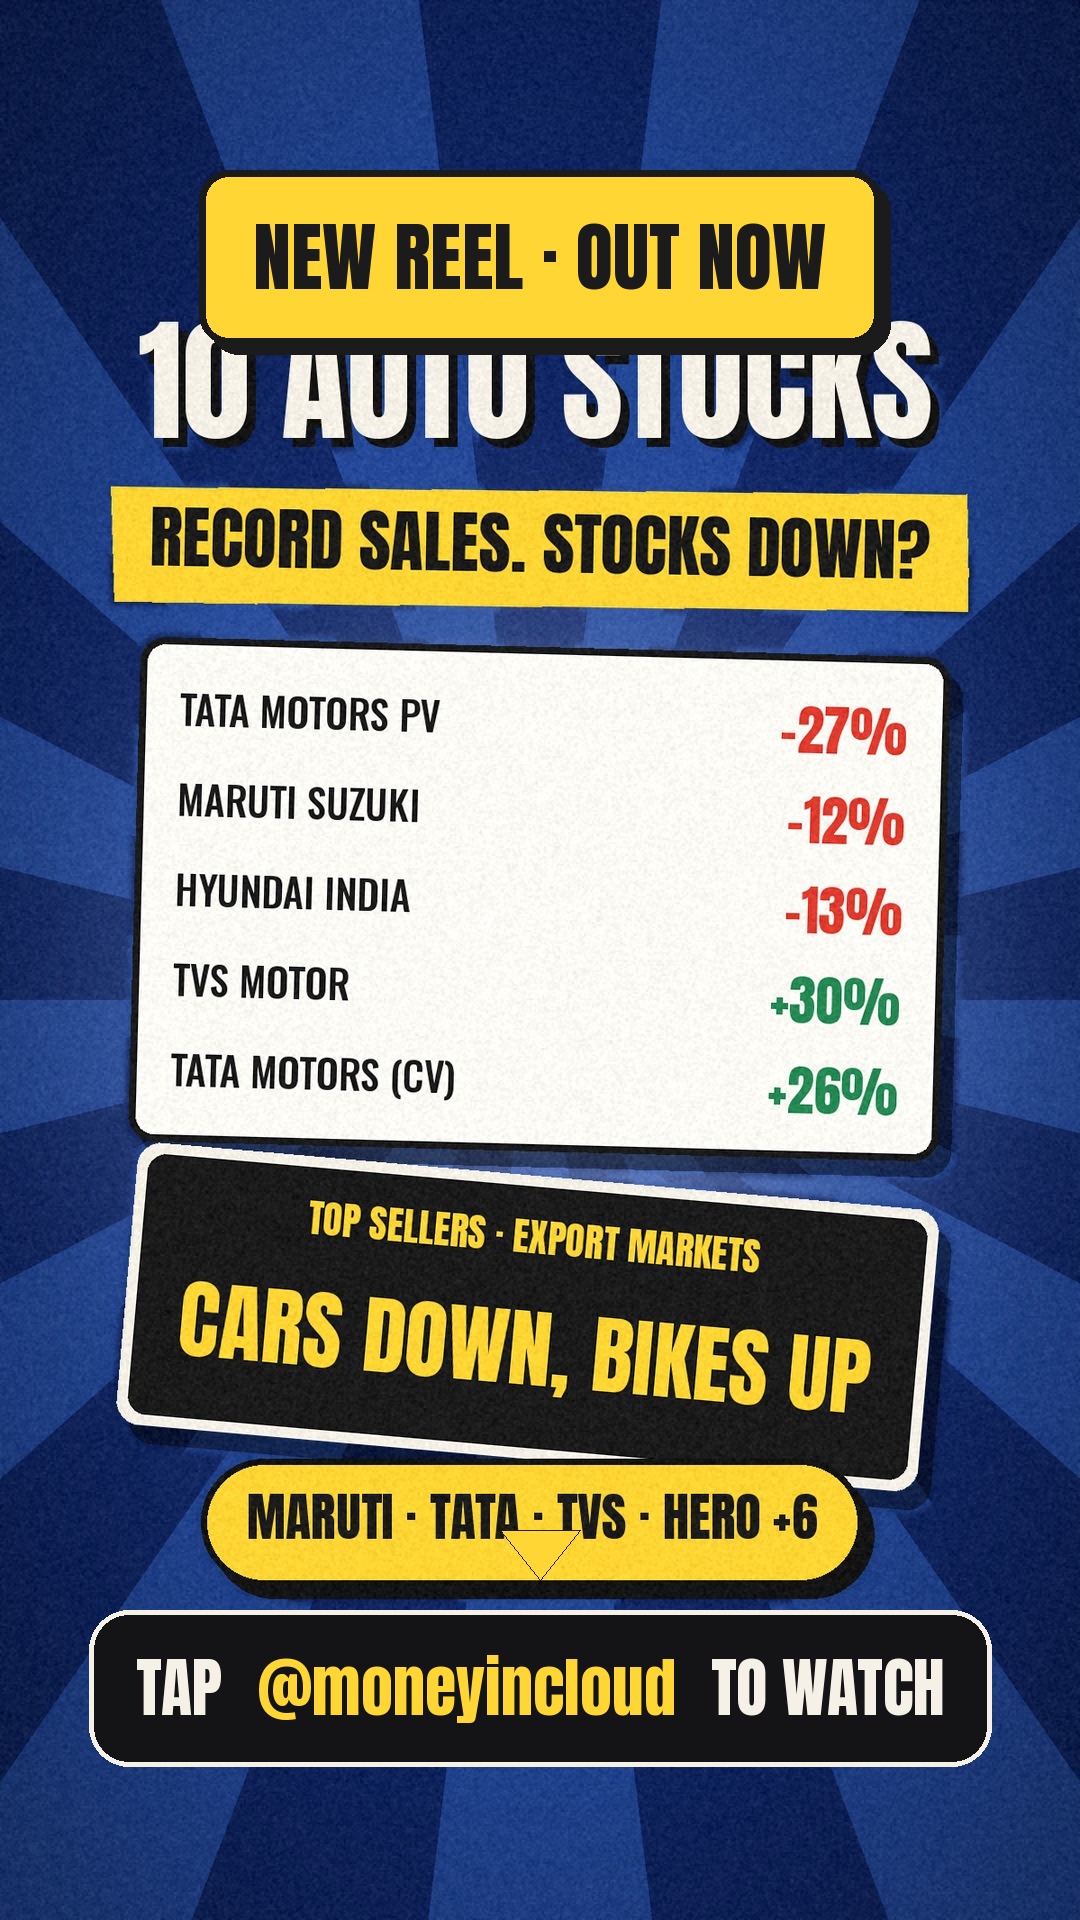 NEW REEL · OUT NOW
10 AUTO STOCKS
RECORD SALES. STOCKS DOWN?
TATA MOTORS PV -27%
MARUTI SUZUKI -12%
HYUNDAI INDIA -13%
TVS MOTOR +30%
TATA MOTORS (CV) +26%
TOP SELLERS · EXPORT MARKETS
CARS DOWN, BIKES UP
MARUTI · TATA · TVS · HERO +6
TAP @moneyincloud TO WATCH